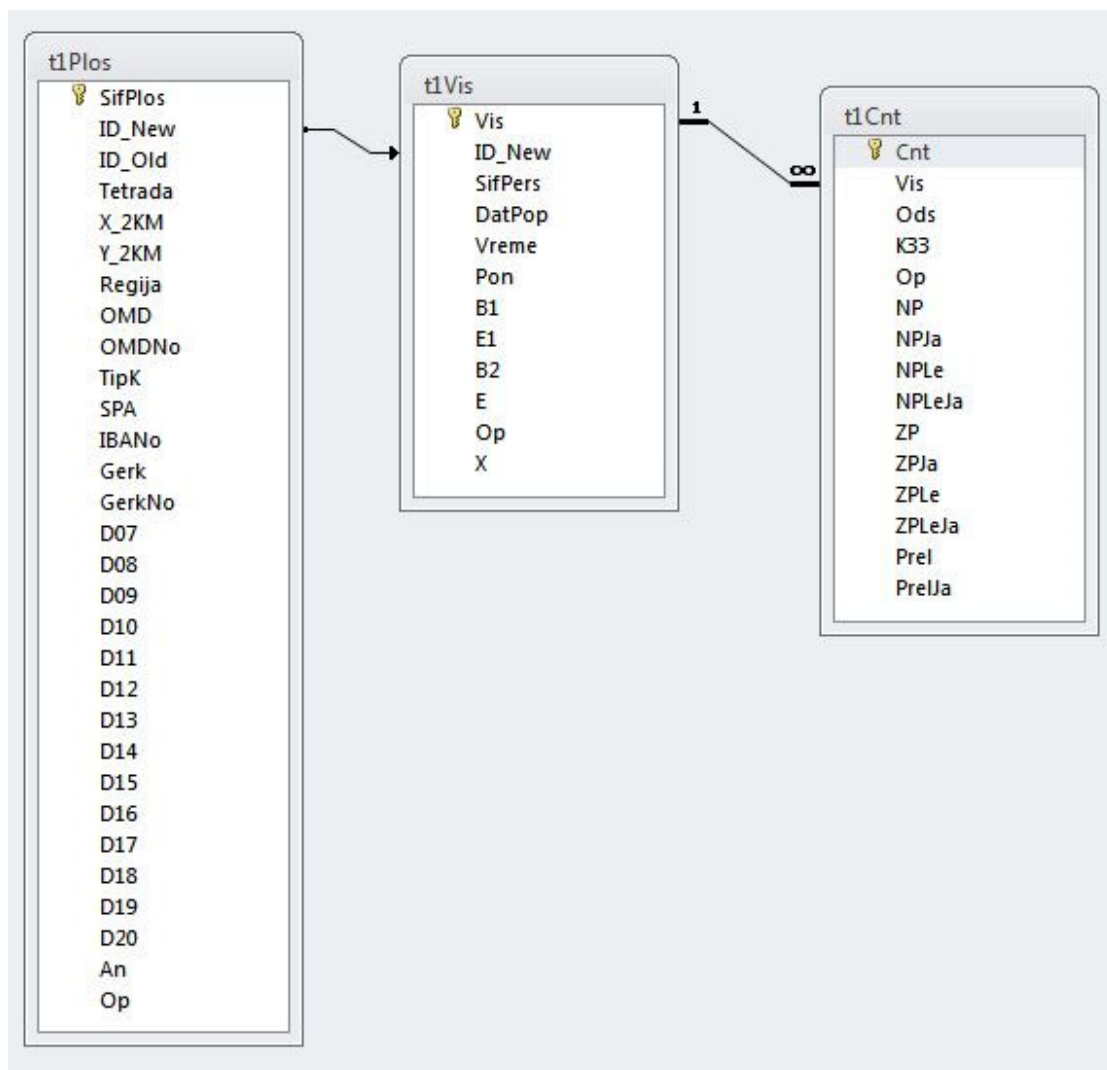 t1Plos
SifPlos
ID_New
ID_Old
Tetrada
X_2KM
Y_2KM
Regija
OMD
OMDNo
TipK
SPA
IBANo
Gerk
GerkNo
D07
D08
D09
D10
D11
D12
D13
D14
D15
D16
D17
D18
D19
D20
An
Op
t1Vis
Vis
ID_New
SifPers
DatPop
Vreme
Pon
B1
E1
B2
E
Op
X
1
∞
t1Cnt
Cnt
Vis
Ods
K33
Op
NP
NPJa
NPLe
NPLeJa
ZP
ZPJa
ZPLe
ZPLeJa
Prel
PrelJa